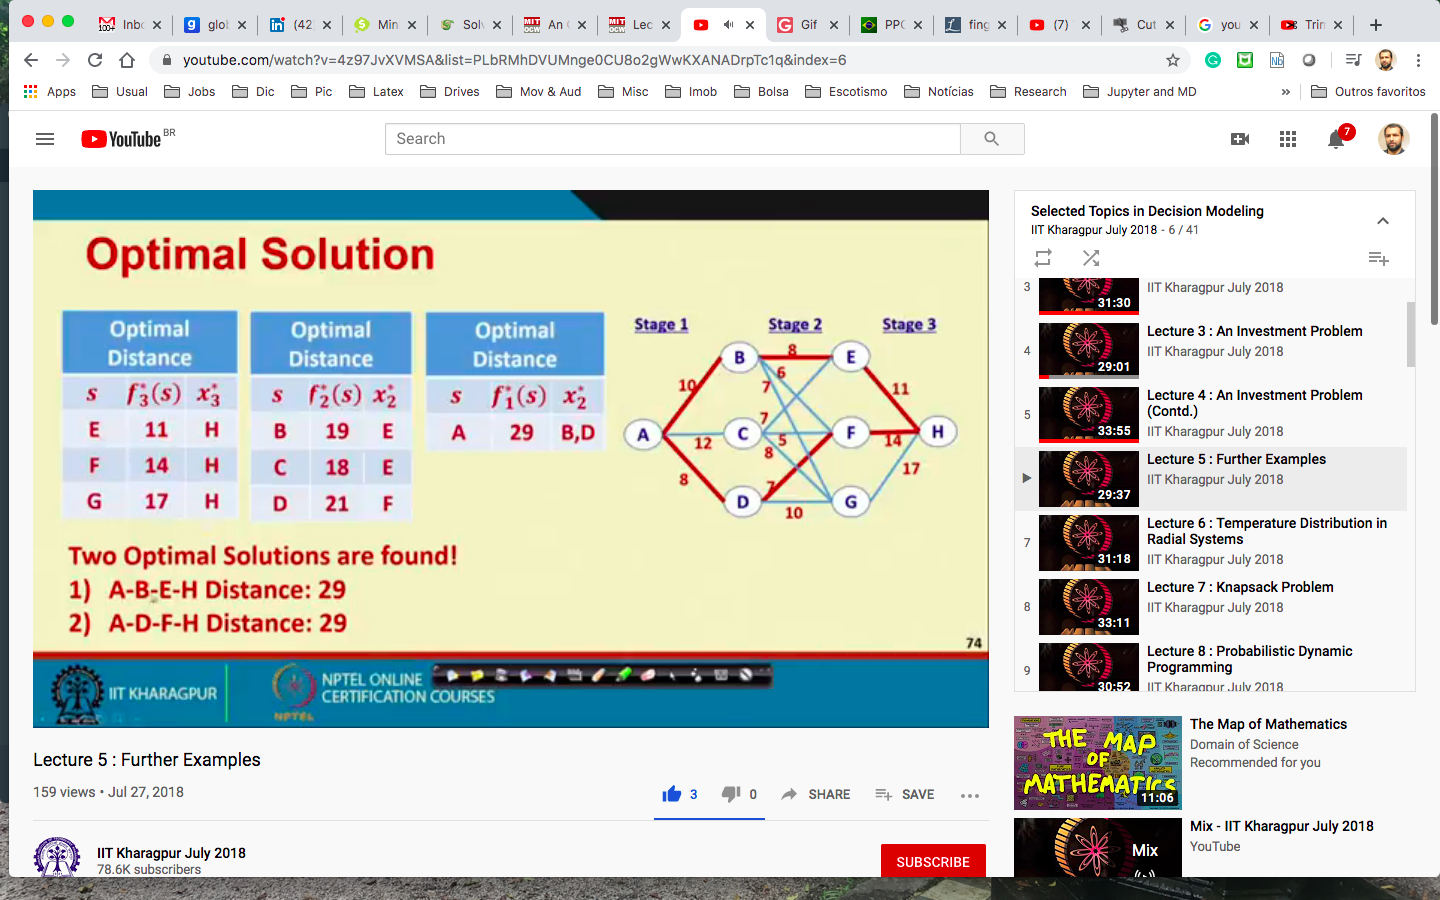 Inbo
glob
(42)
Min
Solv
An C
Lec
Gif
PPC
fing
(7)
Cut
you
Trin
youtube.com/watch?v=4z97JvXVMSA&list=PLbRMhDVUMnge0CU8o2gWwKXANADrpTc1q&index=6
Apps Usual Jobs Dic Pic Latex Drives Mov & Aud Misc Imob Bolsa Escotismo Notícias Research Jupyter and MD » Outros favoritos
YouTube BR
Search
7
Optimal Solution
Optimal Distance
s f*3(s) x*3
E 11 H
F 14 H
G 17 H
Optimal Distance
s f*2(s) x*2
B 19 E
C 18 E
D 21 F
Optimal Distance
s f*1(s) x*2
A 29 B,D
Stage 1 Stage 2 Stage 3
B 8 E
6
10 7 11
7
A 12 C 5 F 14 H
8
8 7 17
D G
10
Two Optimal Solutions are found!
1) A-B-E-H Distance: 29
2) A-D-F-H Distance: 29
74
IIT KHARAGPUR
NPTEL
NPTEL ONLINE
CERTIFICATION COURSES
Lecture 5 : Further Examples
159 views • Jul 27, 2018
3 0 SHARE SAVE
IIT Kharagpur July 2018
78.6K subscribers
SUBSCRIBE
Selected Topics in Decision Modeling
IIT Kharagpur July 2018 - 6 / 41
3
31:30
IIT Kharagpur July 2018
4
29:01
Lecture 3 : An Investment Problem
IIT Kharagpur July 2018
5
33:55
Lecture 4 : An Investment Problem
(Contd.)
IIT Kharagpur July 2018
29:37
Lecture 5 : Further Examples
IIT Kharagpur July 2018
7
31:18
Lecture 6 : Temperature Distribution in
Radial Systems
IIT Kharagpur July 2018
8
33:11
Lecture 7 : Knapsack Problem
IIT Kharagpur July 2018
9
30:52
Lecture 8 : Probabilistic Dynamic
Programming
IIT Kharagpur July 2018
THE MAP
OF
MATHEMATICS
11:06
The Map of Mathematics
Domain of Science
Recommended for you
Mix
Mix - IIT Kharagpur July 2018
YouTube